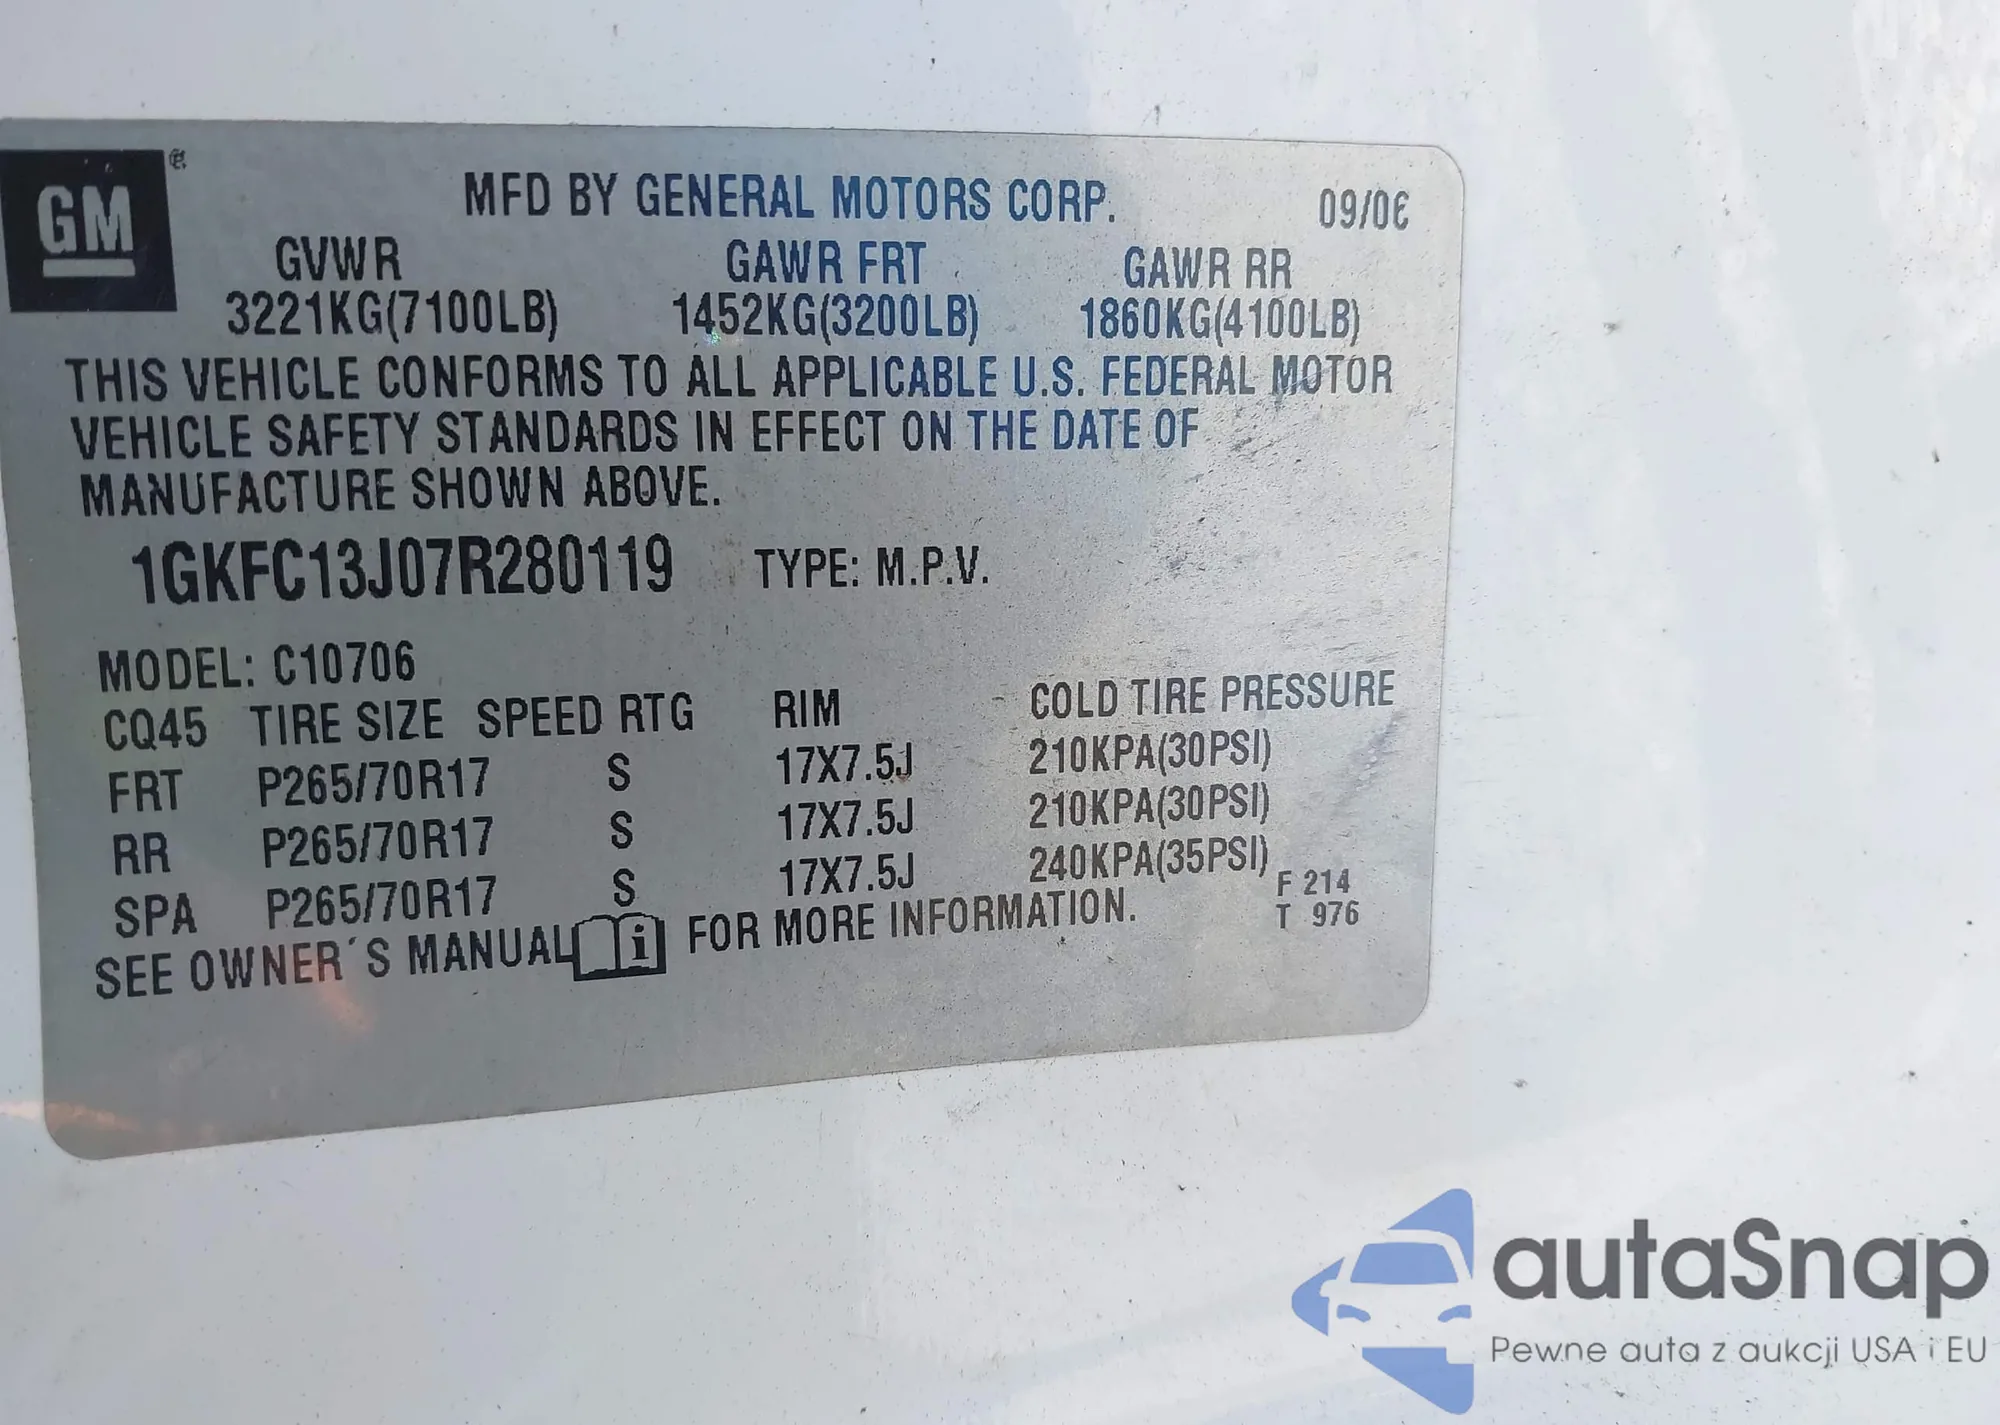 GM®
MFD BY GENERAL MOTORS CORP. 09/06
GVWR GAWR FRT GAWR RR
3221KG(7100LB) 1452KG(3200LB) 1860KG(4100LB)
THIS VEHICLE CONFORMS TO ALL APPLICABLE U.S. FEDERAL MOTOR
VEHICLE SAFETY STANDARDS IN EFFECT ON THE DATE OF
MANUFACTURE SHOWN ABOVE.
1GKFC13J07R280119 TYPE: M.P.V.
MODEL: C10706
CQ45 TIRE SIZE SPEED RTG RIM COLD TIRE PRESSURE
FRT P265/70R17 S 17X7.5J 210KPA(30PSI)
RR P265/70R17 S 17X7.5J 210KPA(30PSI)
SPA P265/70R17 S 17X7.5J 240KPA(35PSI)
SEE OWNER´S MANUAL i FOR MORE INFORMATION.
F 214
T 976
autaSnap
Pewne auta z aukcji USA i EU